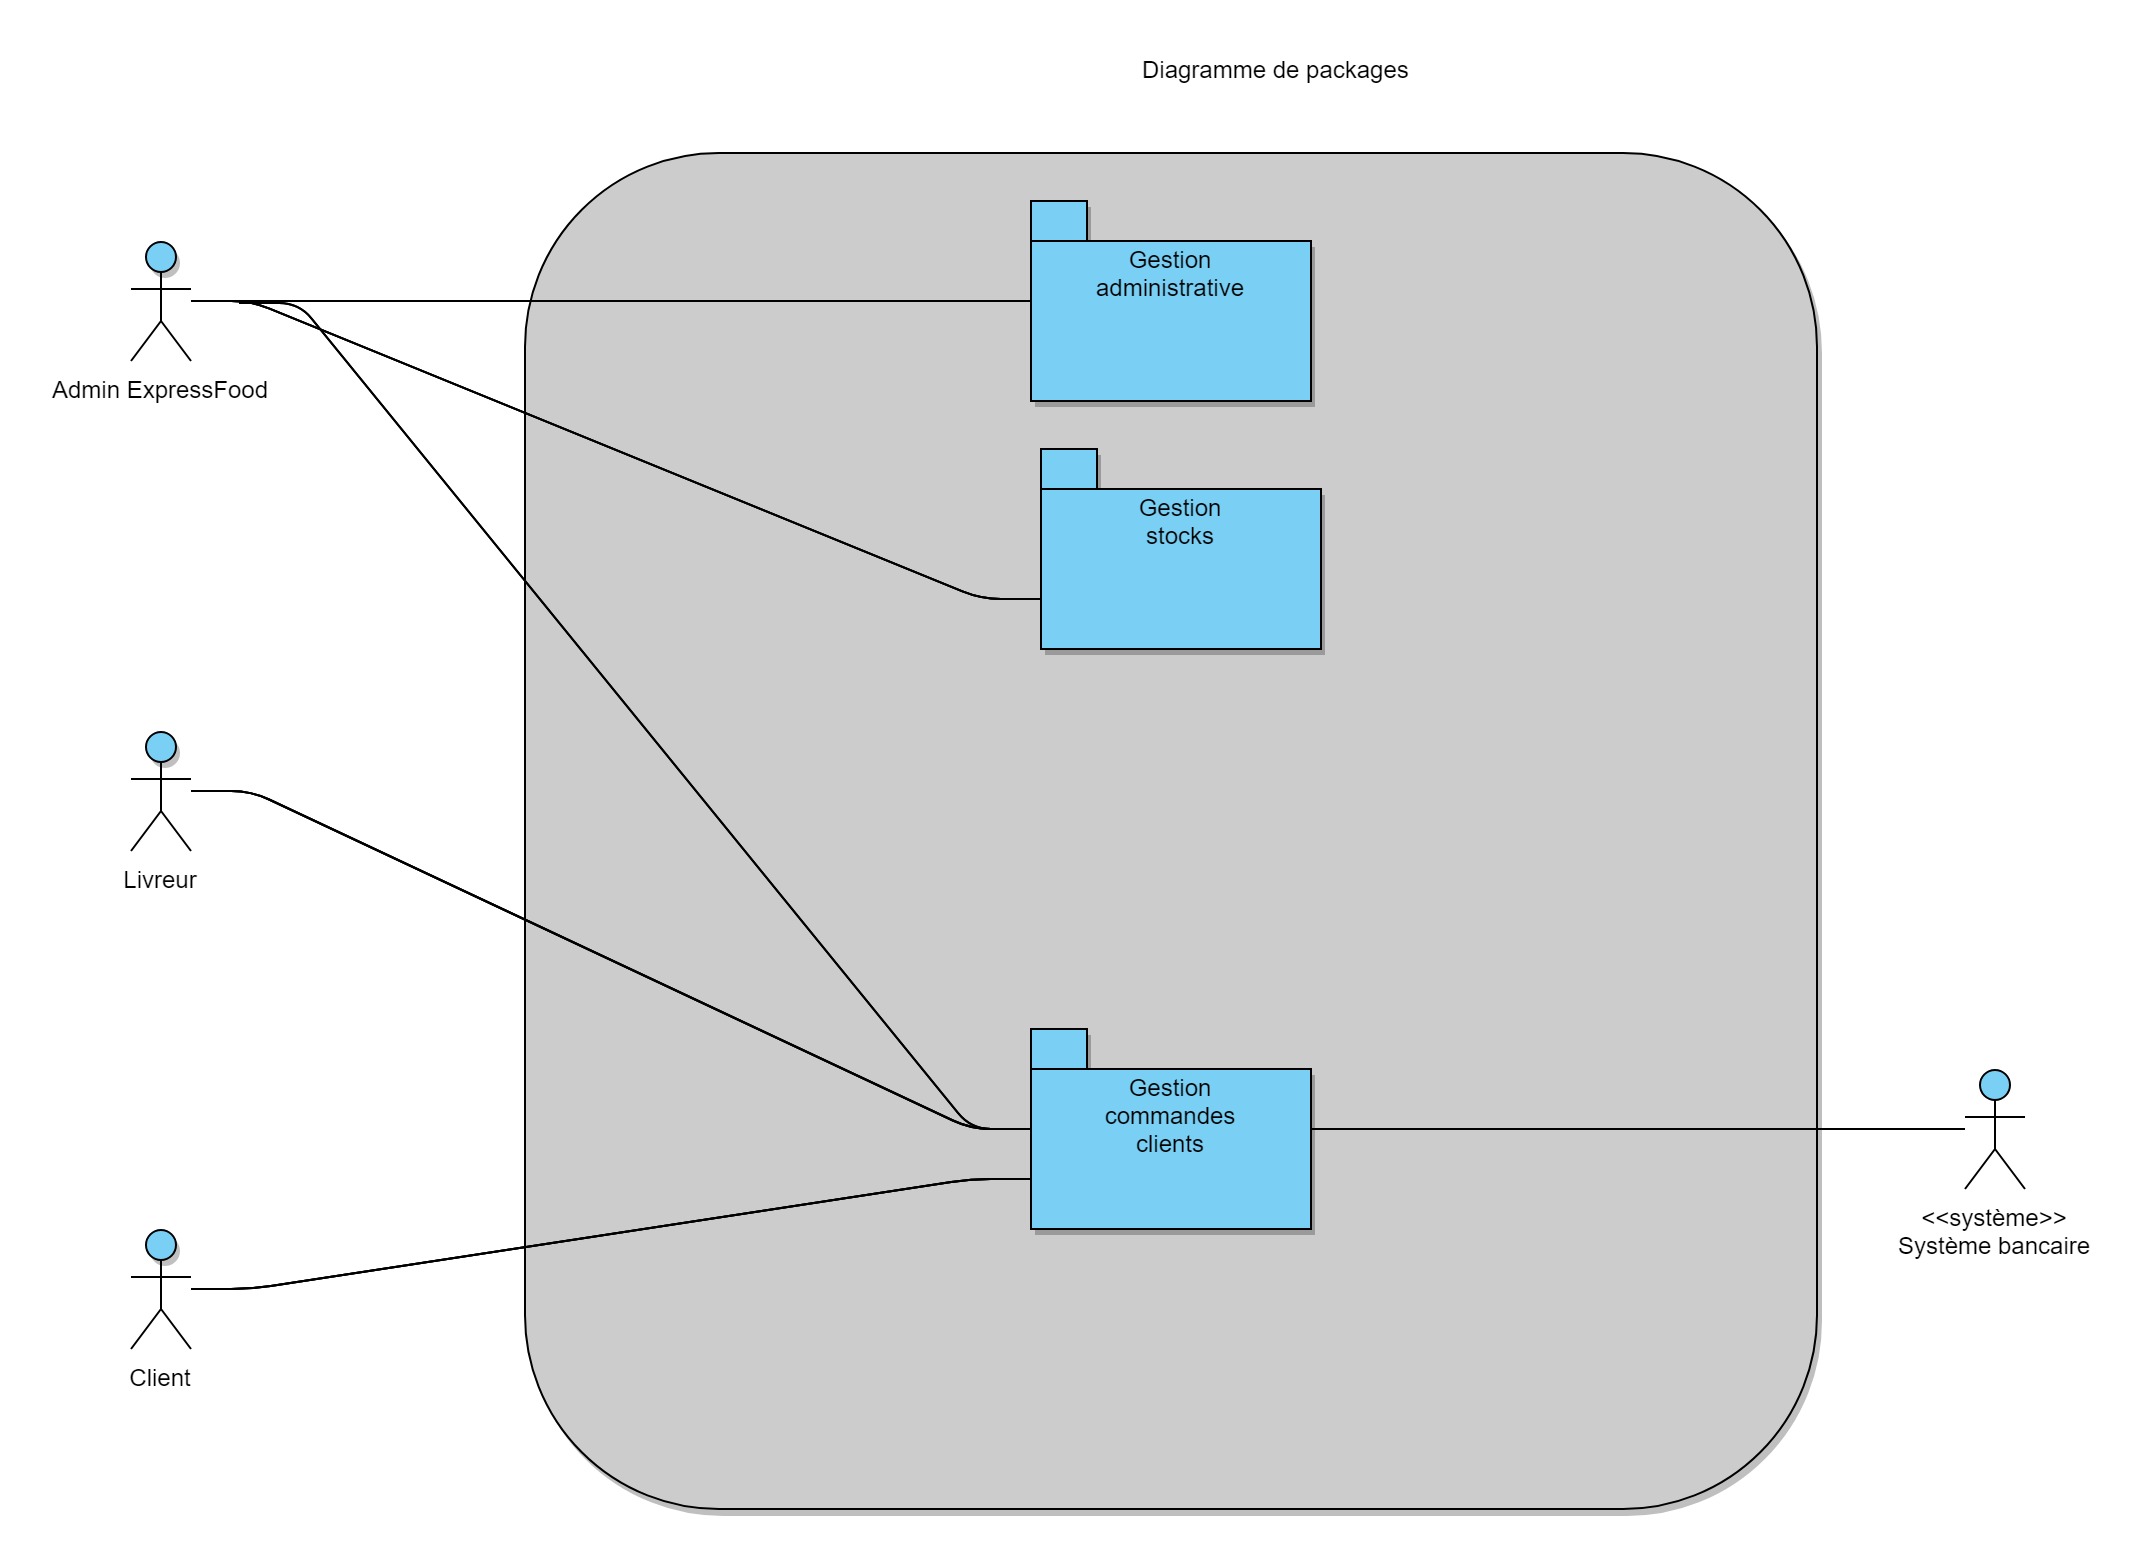 Diagramme de packages
Gestion
administrative
Admin ExpressFood
Gestion
stocks
Livreur
Gestion
commandes
clients
<<système>>
Système bancaire
Client